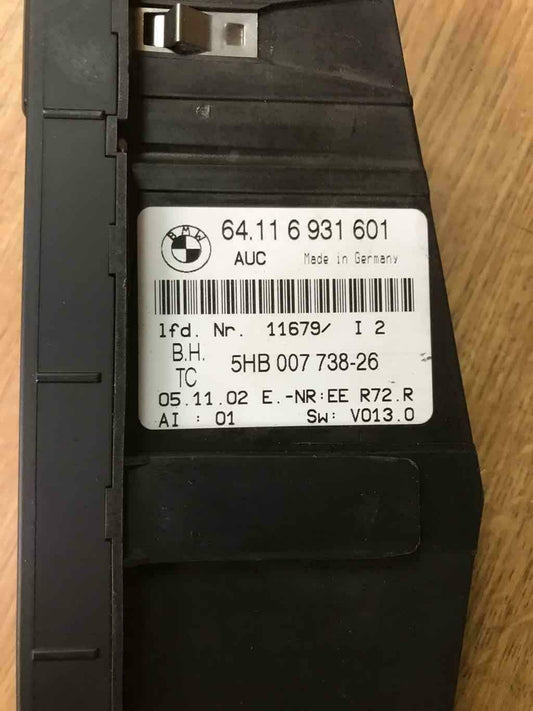 BMW
64.11 6 931 601
AUC Made in Germany
lfd. Nr. 11679/ I 2
B.H.
TC 5HB 007 738-26
05.11.02 E.-NR:EE R72.R
AI : 01 SW: V013.0